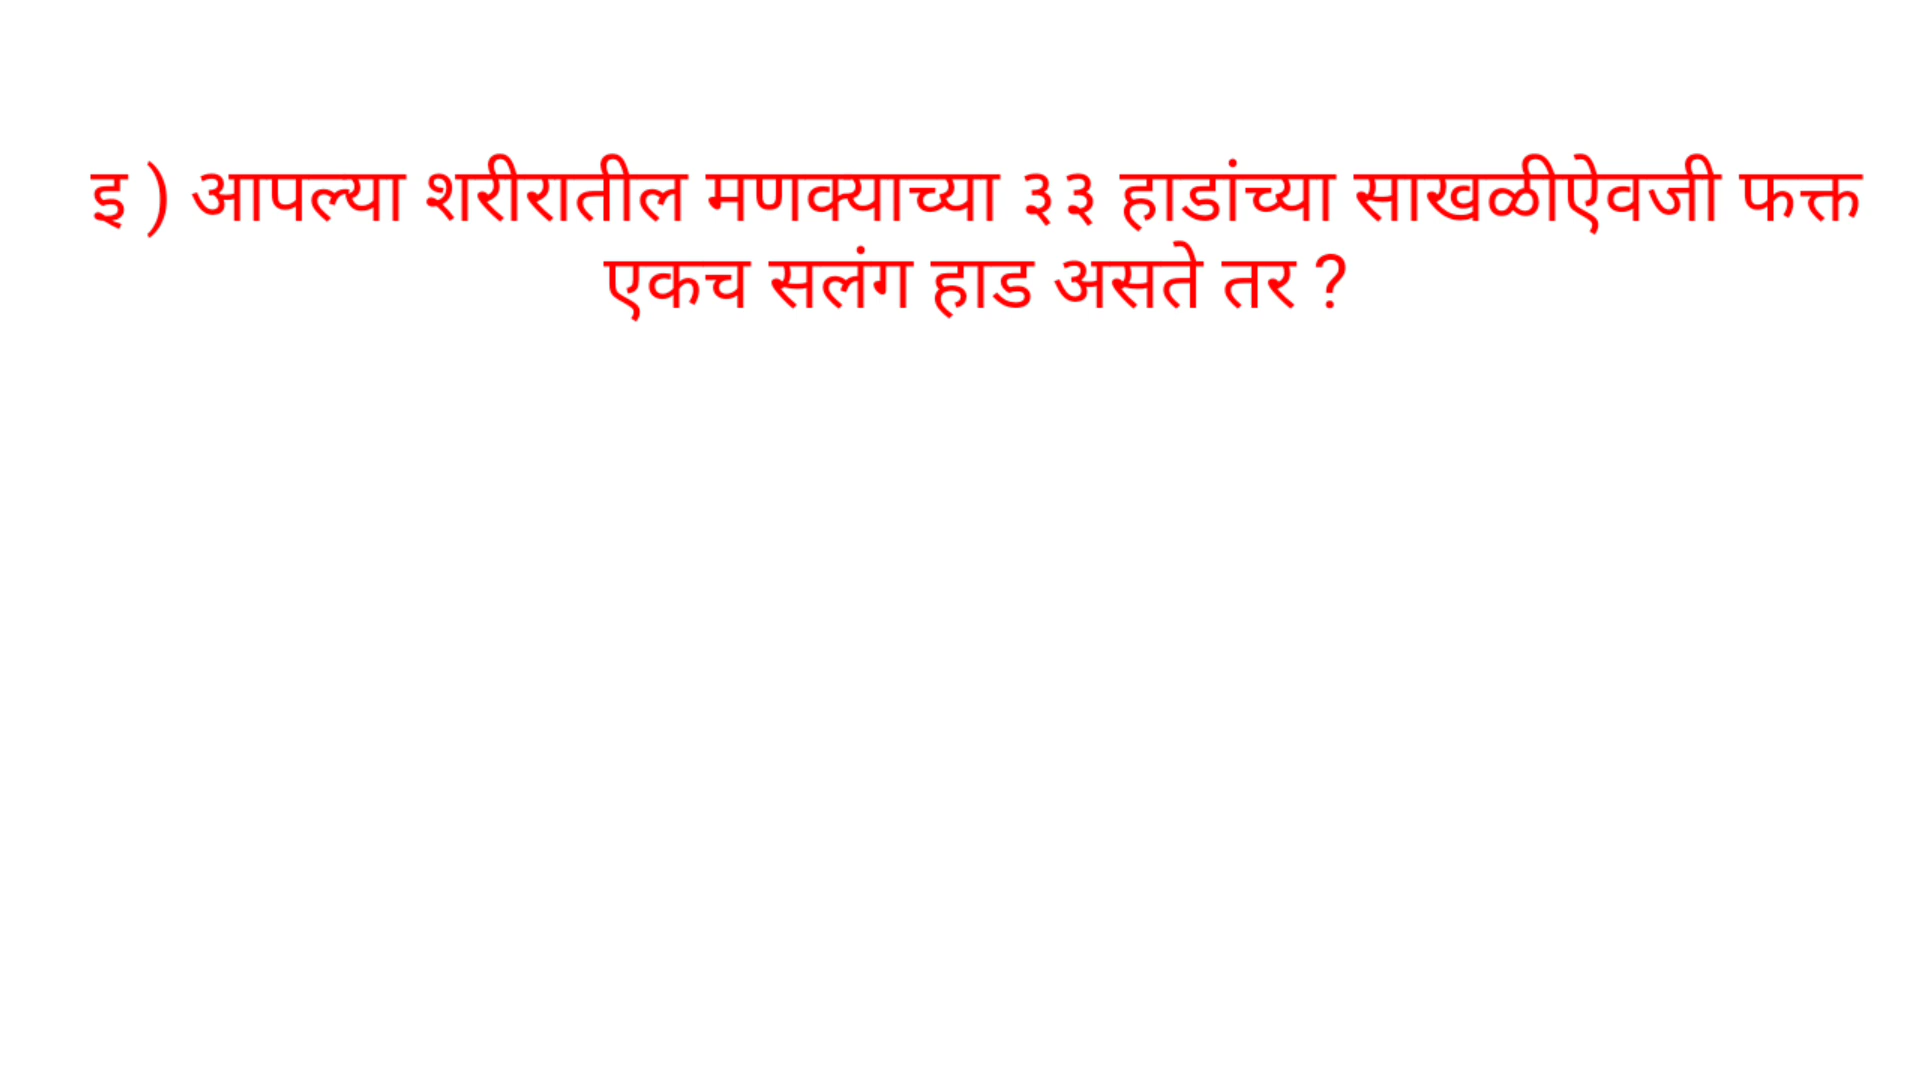 इ ) आपल्या शरीरातील मणक्याच्या ३३ हाडांच्या साखळीऐवजी फक्त
एकच सलंग हाड असते तर ?